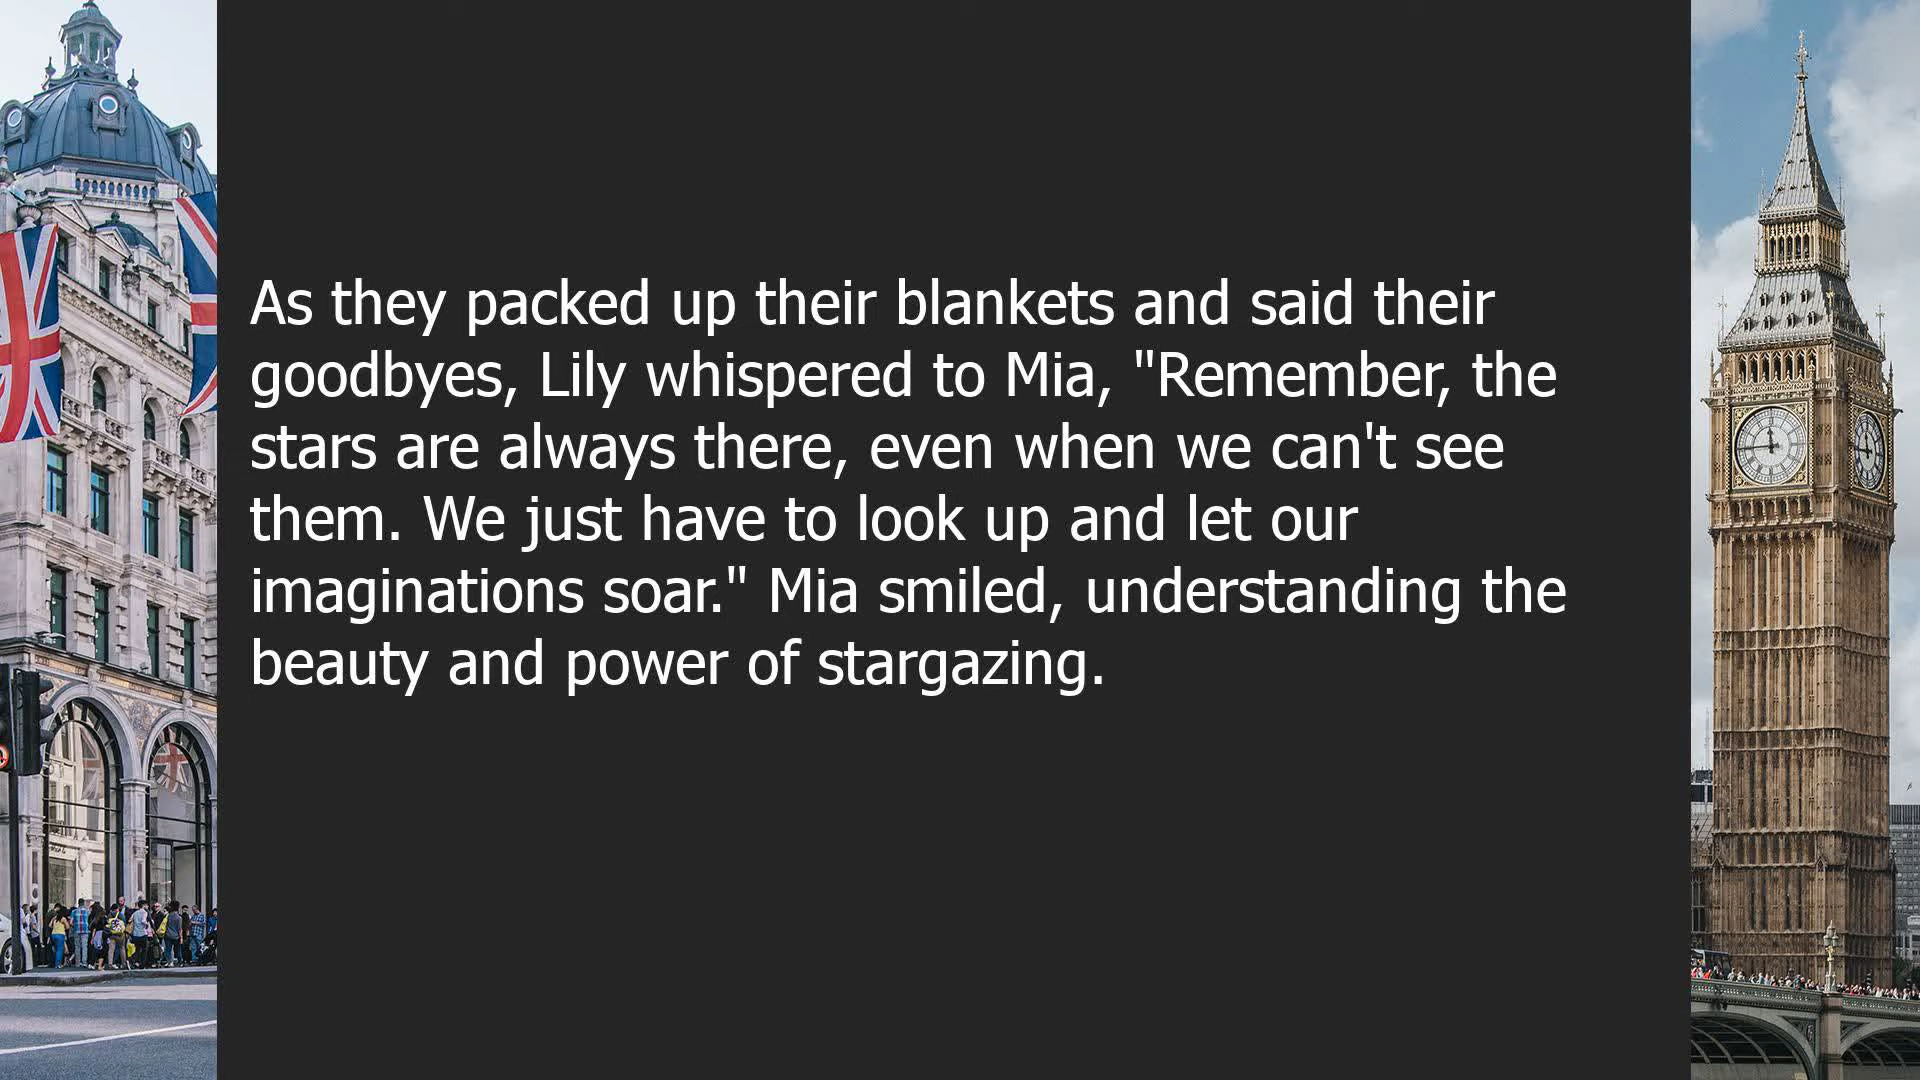 As they packed up their blankets and said their
goodbyes, Lily whispered to Mia, "Remember, the
stars are always there, even when we can't see
them. We just have to look up and let our
imaginations soar." Mia smiled, understanding the
beauty and power of stargazing.